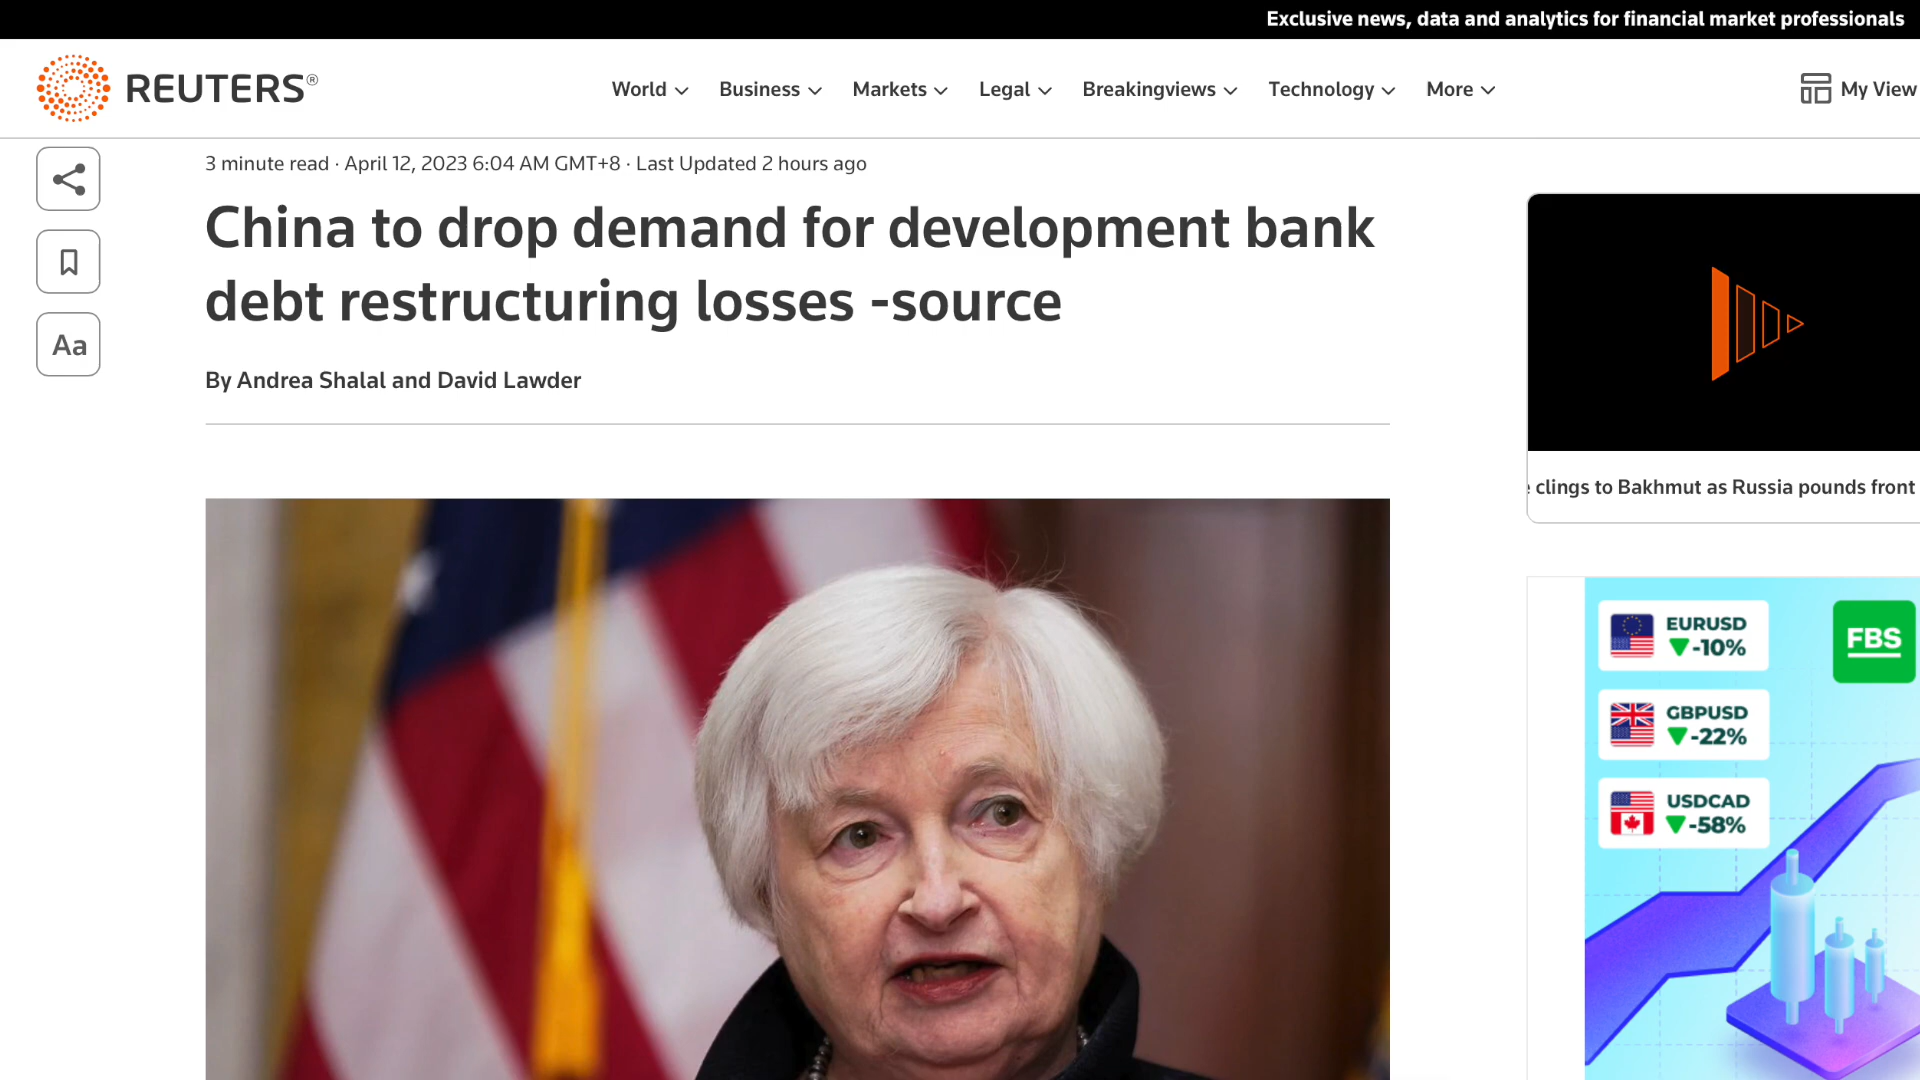 Exclusive news, data and analytics for financial market professionals
REUTERS®
World
Business
Markets
Legal
Breakingviews
Technology
More
My View
3 minute read · April 12, 2023 6:04 AM GMT+8 · Last Updated 2 hours ago
China to drop demand for development bank
debt restructuring losses -source
By Andrea Shalal and David Lawder
Aa
clings to Bakhmut as Russia pounds front
EURUSD
-10%
FBS
GBPUSD
-22%
USDCAD
-58%